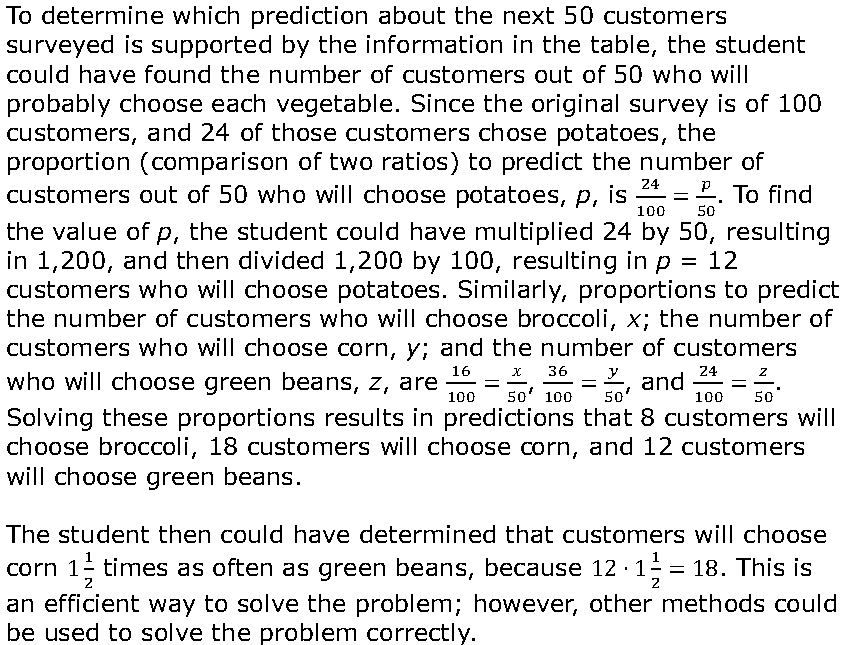 To determine which prediction about the next 50 customers
surveyed is supported by the information in the table, the student
could have found the number of customers out of 50 who will
probably choose each vegetable. Since the original survey is of 100
customers, and 24 of those customers chose potatoes, the
proportion (comparison of two ratios) to predict the number of
customers out of 50 who will choose potatoes, p, is 24/100 = p/50. To find
the value of p, the student could have multiplied 24 by 50, resulting
in 1,200, and then divided 1,200 by 100, resulting in p = 12
customers who will choose potatoes. Similarly, proportions to predict
the number of customers who will choose broccoli, x; the number of
customers who will choose corn, y; and the number of customers
who will choose green beans, z, are 16/100 = x/50, 36/100 = y/50, and 24/100 = z/50.
Solving these proportions results in predictions that 8 customers will
choose broccoli, 18 customers will choose corn, and 12 customers
will choose green beans.
The student then could have determined that customers will choose
corn 1 1/2 times as often as green beans, because 12 · 1 1/2 = 18. This is
an efficient way to solve the problem; however, other methods could
be used to solve the problem correctly.